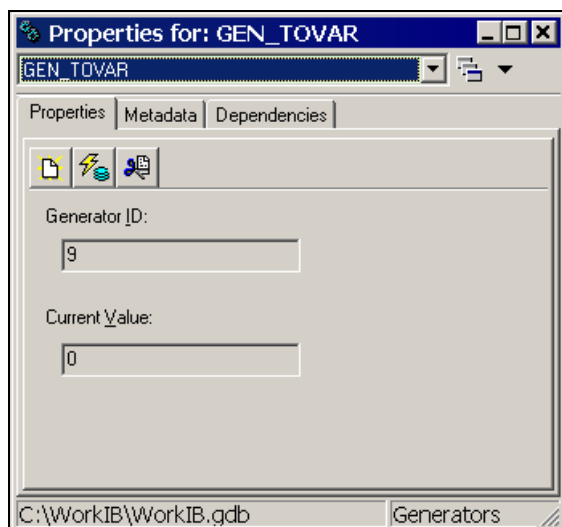 Properties for: GEN_TOVAR
GEN_TOVAR
Properties Metadata Dependencies
Generator ID:
9
Current Value:
0
C:\WorkIB\WorkIB.gdb Generators